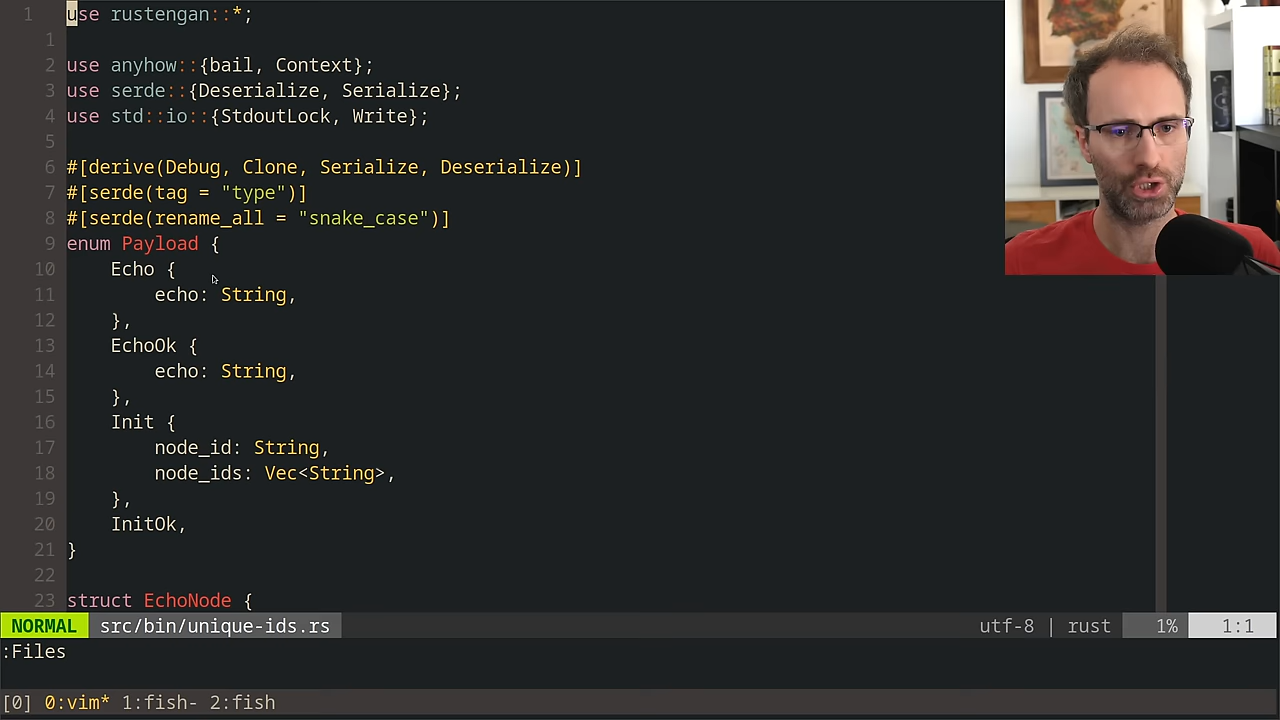 1 use rustengan::*;
1
2 use anyhow::{bail, Context};
3 use serde::{Deserialize, Serialize};
4 use std::io::{StdoutLock, Write};
5
6 #[derive(Debug, Clone, Serialize, Deserialize)]
7 #[serde(tag = "type")]
8 #[serde(rename_all = "snake_case")]
9 enum Payload {
10     Echo {
11         echo: String,
12     },
13     EchoOk {
14         echo: String,
15     },
16     Init {
17         node_id: String,
18         node_ids: Vec<String>,
19     },
20     InitOk,
21 }
22
23 struct EchoNode {
NORMAL src/bin/unique-ids.rs utf-8 | rust 1% 1:1
:Files
[0] 0:vim* 1:fish- 2:fish